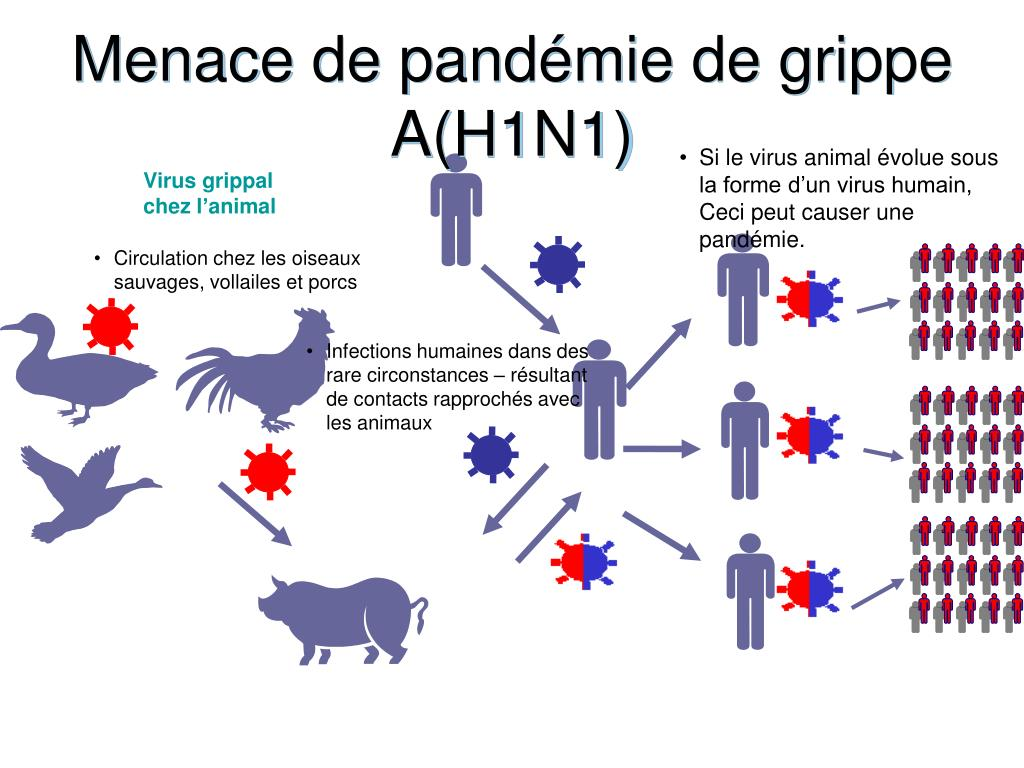 Menace de pandémie de grippe
A(H1N1)
Virus grippal
chez l’animal
• Circulation chez les oiseaux
sauvages, vollailes et porcs
• Infections humaines dans des
rare circonstances – résultant
de contacts rapprochés avec
les animaux
• Si le virus animal évolue sous
la forme d’un virus humain,
Ceci peut causer une
pandémie.